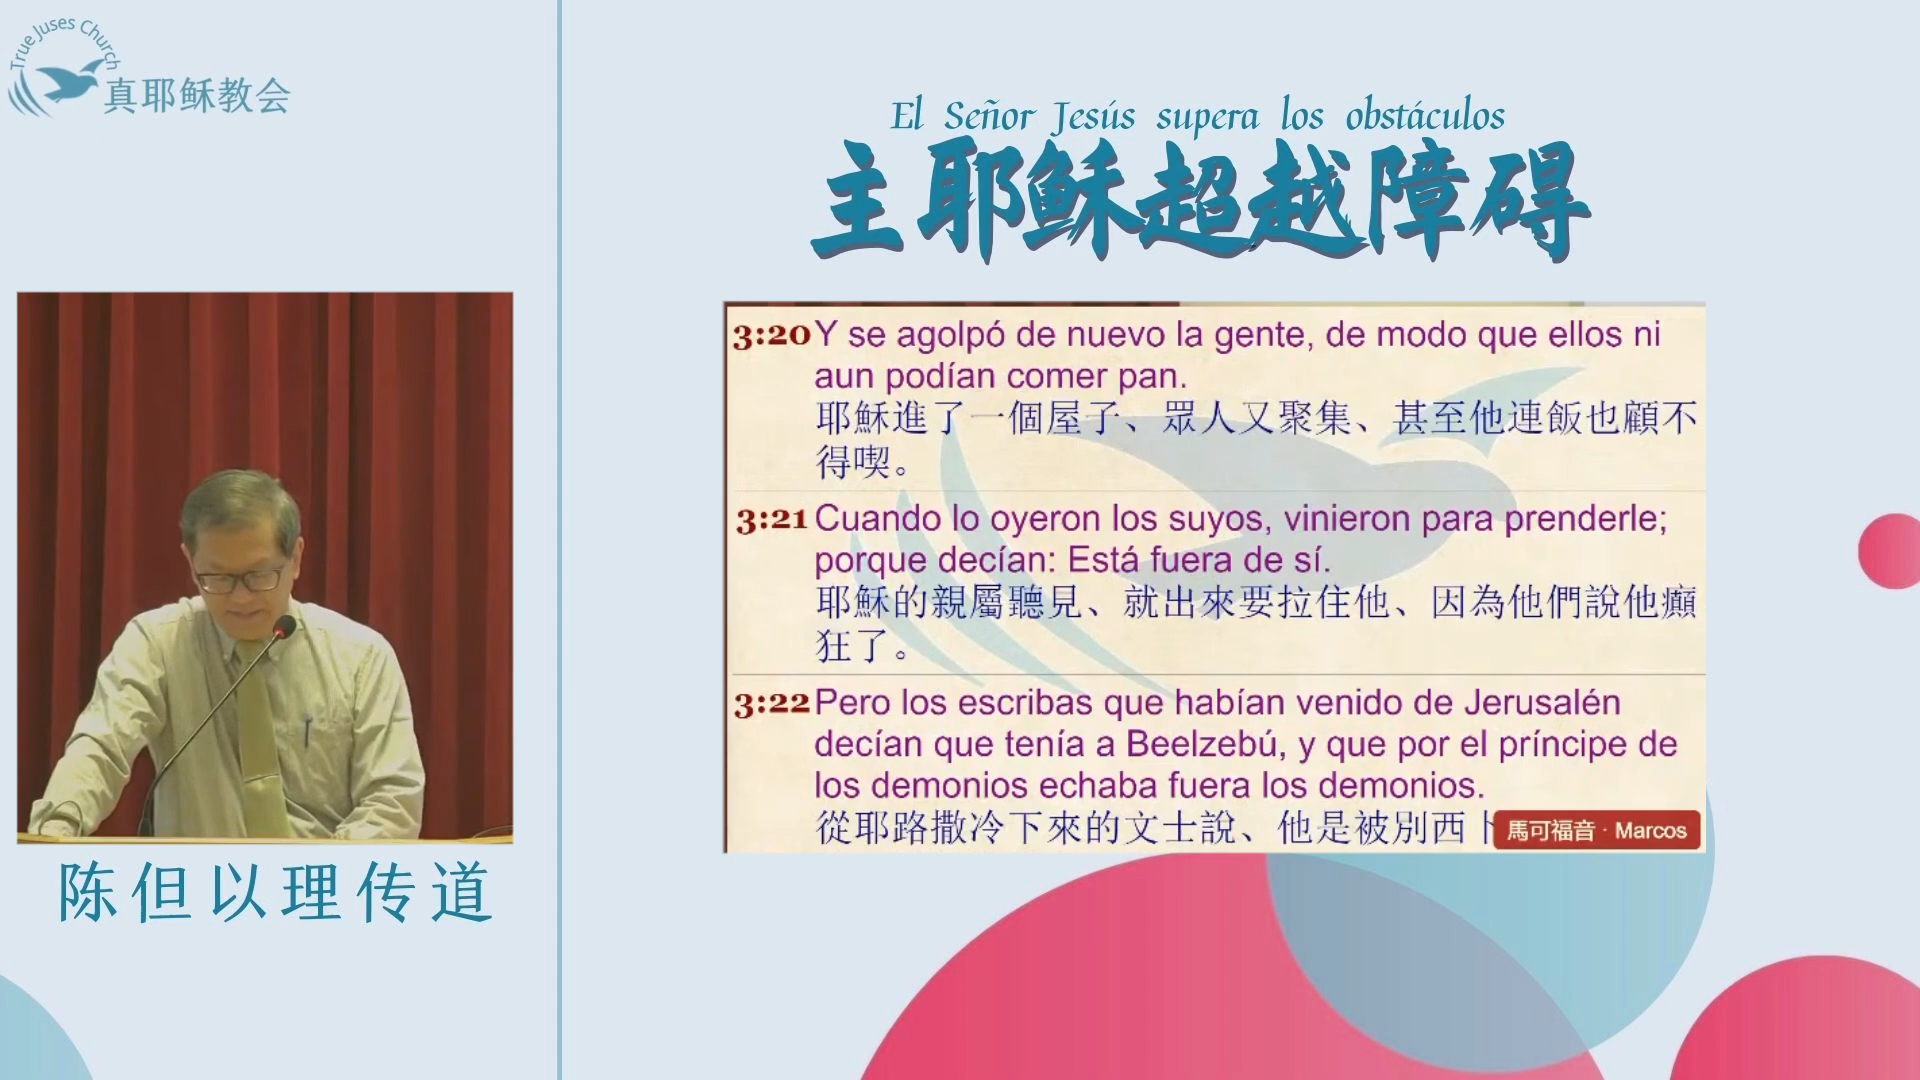 True Juses Church
真耶稣教会
El Señor Jesús supera los obstáculos
主耶稣超越障碍
3:20 Y se agolpó de nuevo la gente, de modo que ellos ni
aun podían comer pan.
耶穌進了一個屋子、眾人又聚集、甚至他連飯也顧不
得喫。
3:21 Cuando lo oyeron los suyos, vinieron para prenderle;
porque decían: Está fuera de sí.
耶穌的親屬聽見、就出來要拉住他、因為他們說他癲
狂了。
3:22 Pero los escribas que habían venido de Jerusalén
decían que tenía a Beelzebú, y que por el príncipe de
los demonios echaba fuera los demonios.
從耶路撒冷下來的文士說、他是被別西卜
馬可福音 · Marcos
陈但以理传道